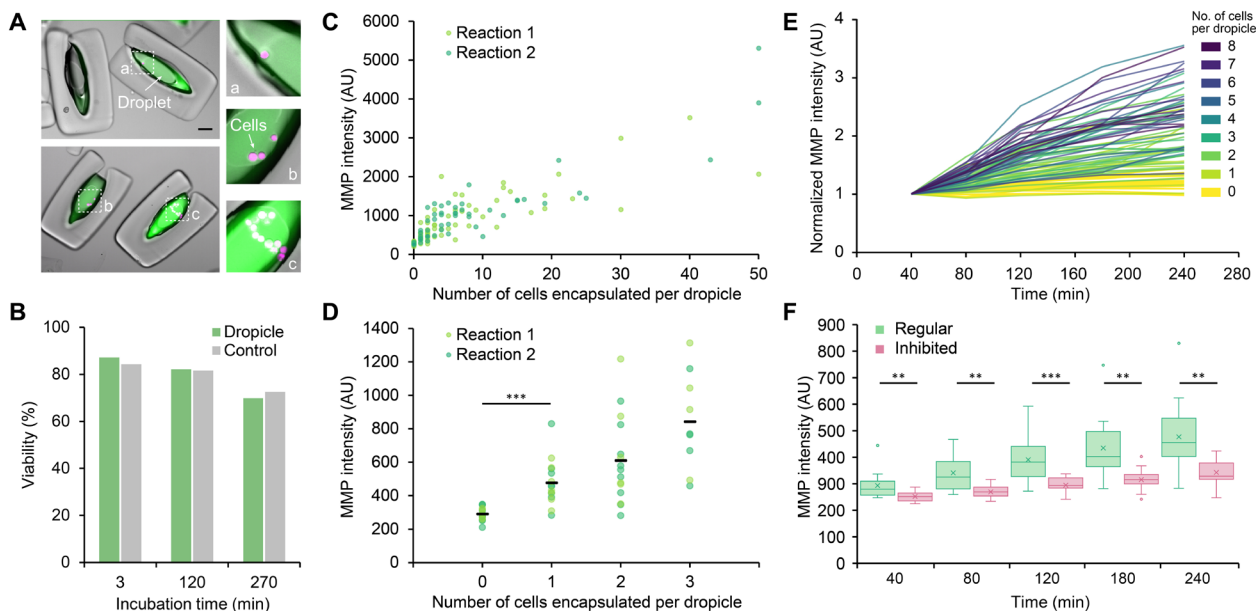 A
a
Droplet
a
Cells
b
b
c
c
B
100
80
60
40
20
0
Viability (%)
Dropicle
Control
3 120 270
Incubation time (min)
C
6000
5000
4000
3000
2000
1000
0
MMP intensity (AU)
Reaction 1
Reaction 2
0 10 20 30 40 50
Number of cells encapsulated per dropicle
D
1400
1200
1000
800
600
400
200
0
MMP intensity (AU)
Reaction 1
Reaction 2
***
0 1 2 3
Number of cells encapsulated per dropicle
E
4
3
2
1
0
Normalized MMP intensity (AU)
0 40 80 120 160 200 240 280
Time (min)
No. of cells
per dropicle
8
7
6
5
4
3
2
1
0
F
900
800
700
600
500
400
900
200
100
0
MMP intensity (AU)
Regular
Inhibited
** ** *** ** **
40 80 120 180 240
Time (min)